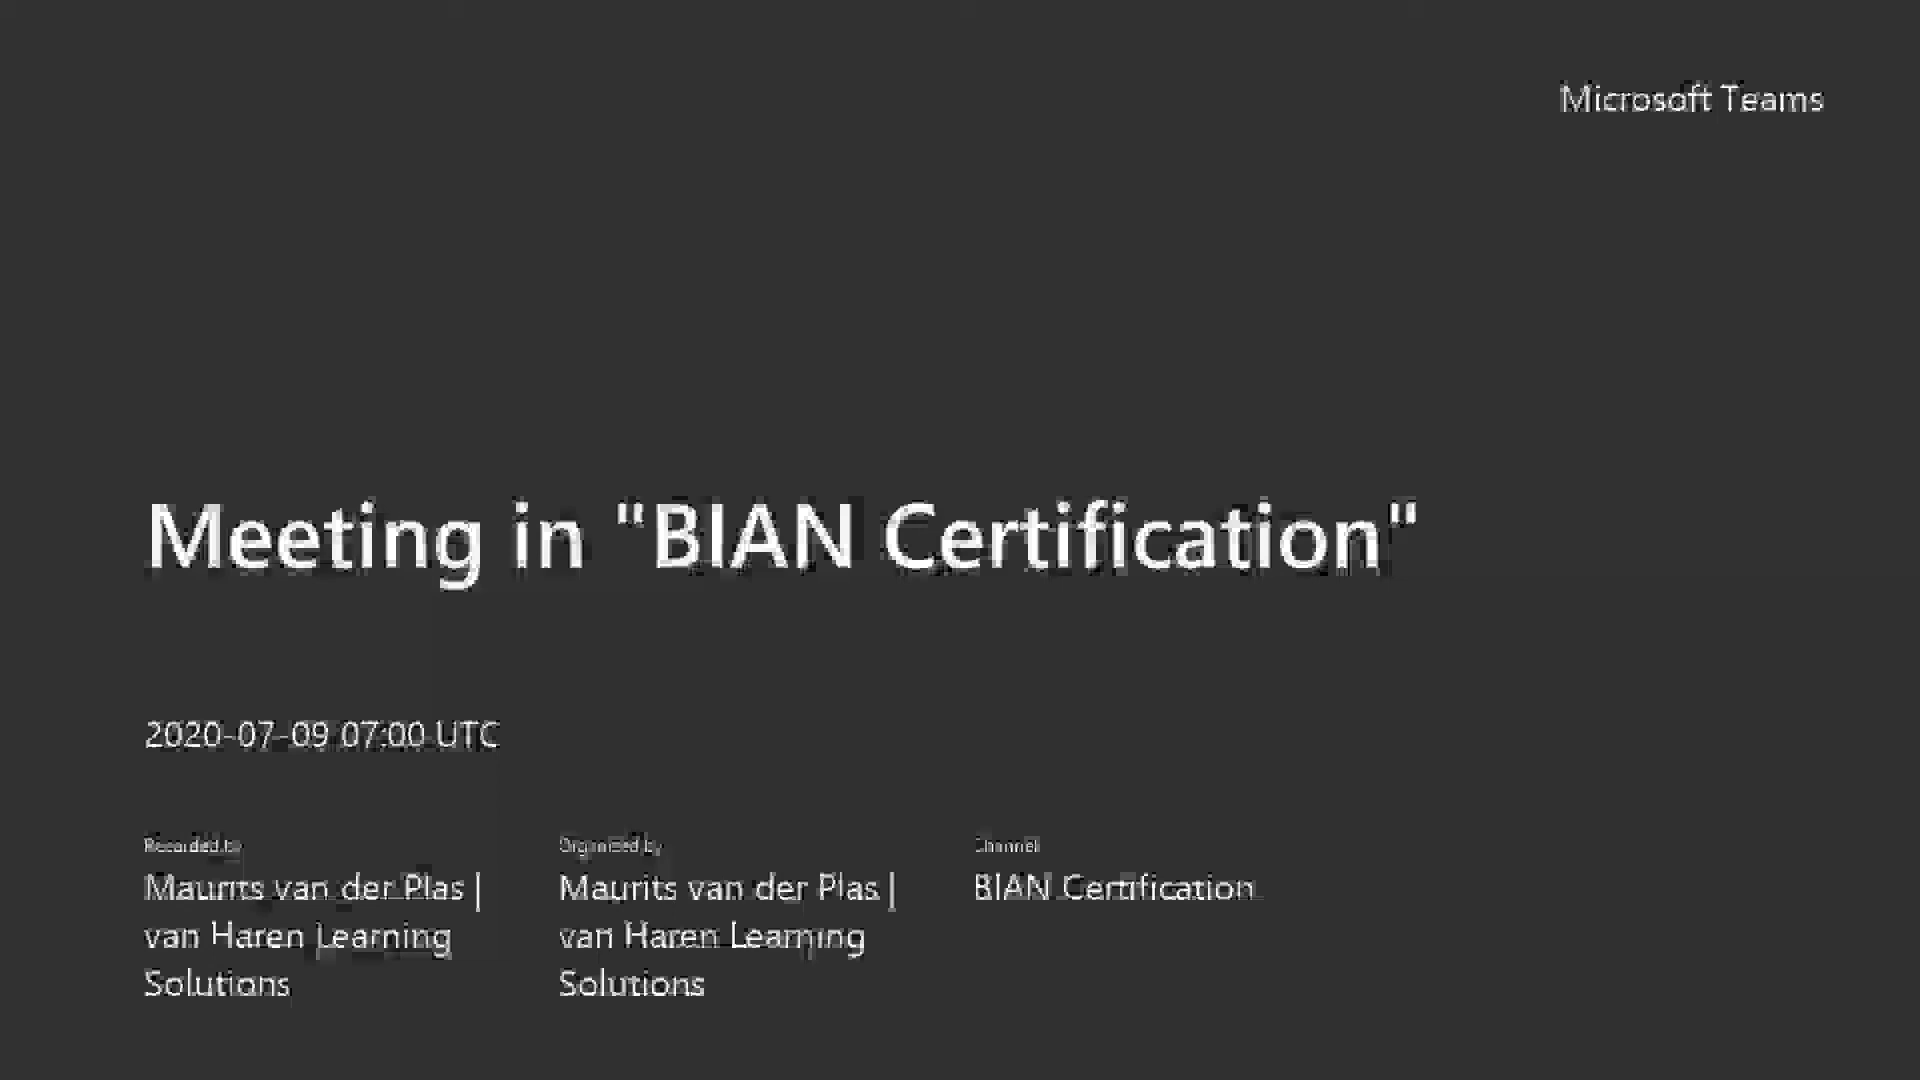 Microsoft Teams
Meeting in "BIAN Certification"
2020-07-09 07:00 UTC
Recorded by
Organized by
Channel
Maurits van der Plas |
van Haren Learning
Solutions
Maurits van der Plas |
van Haren Learning
Solutions
BIAN Certification